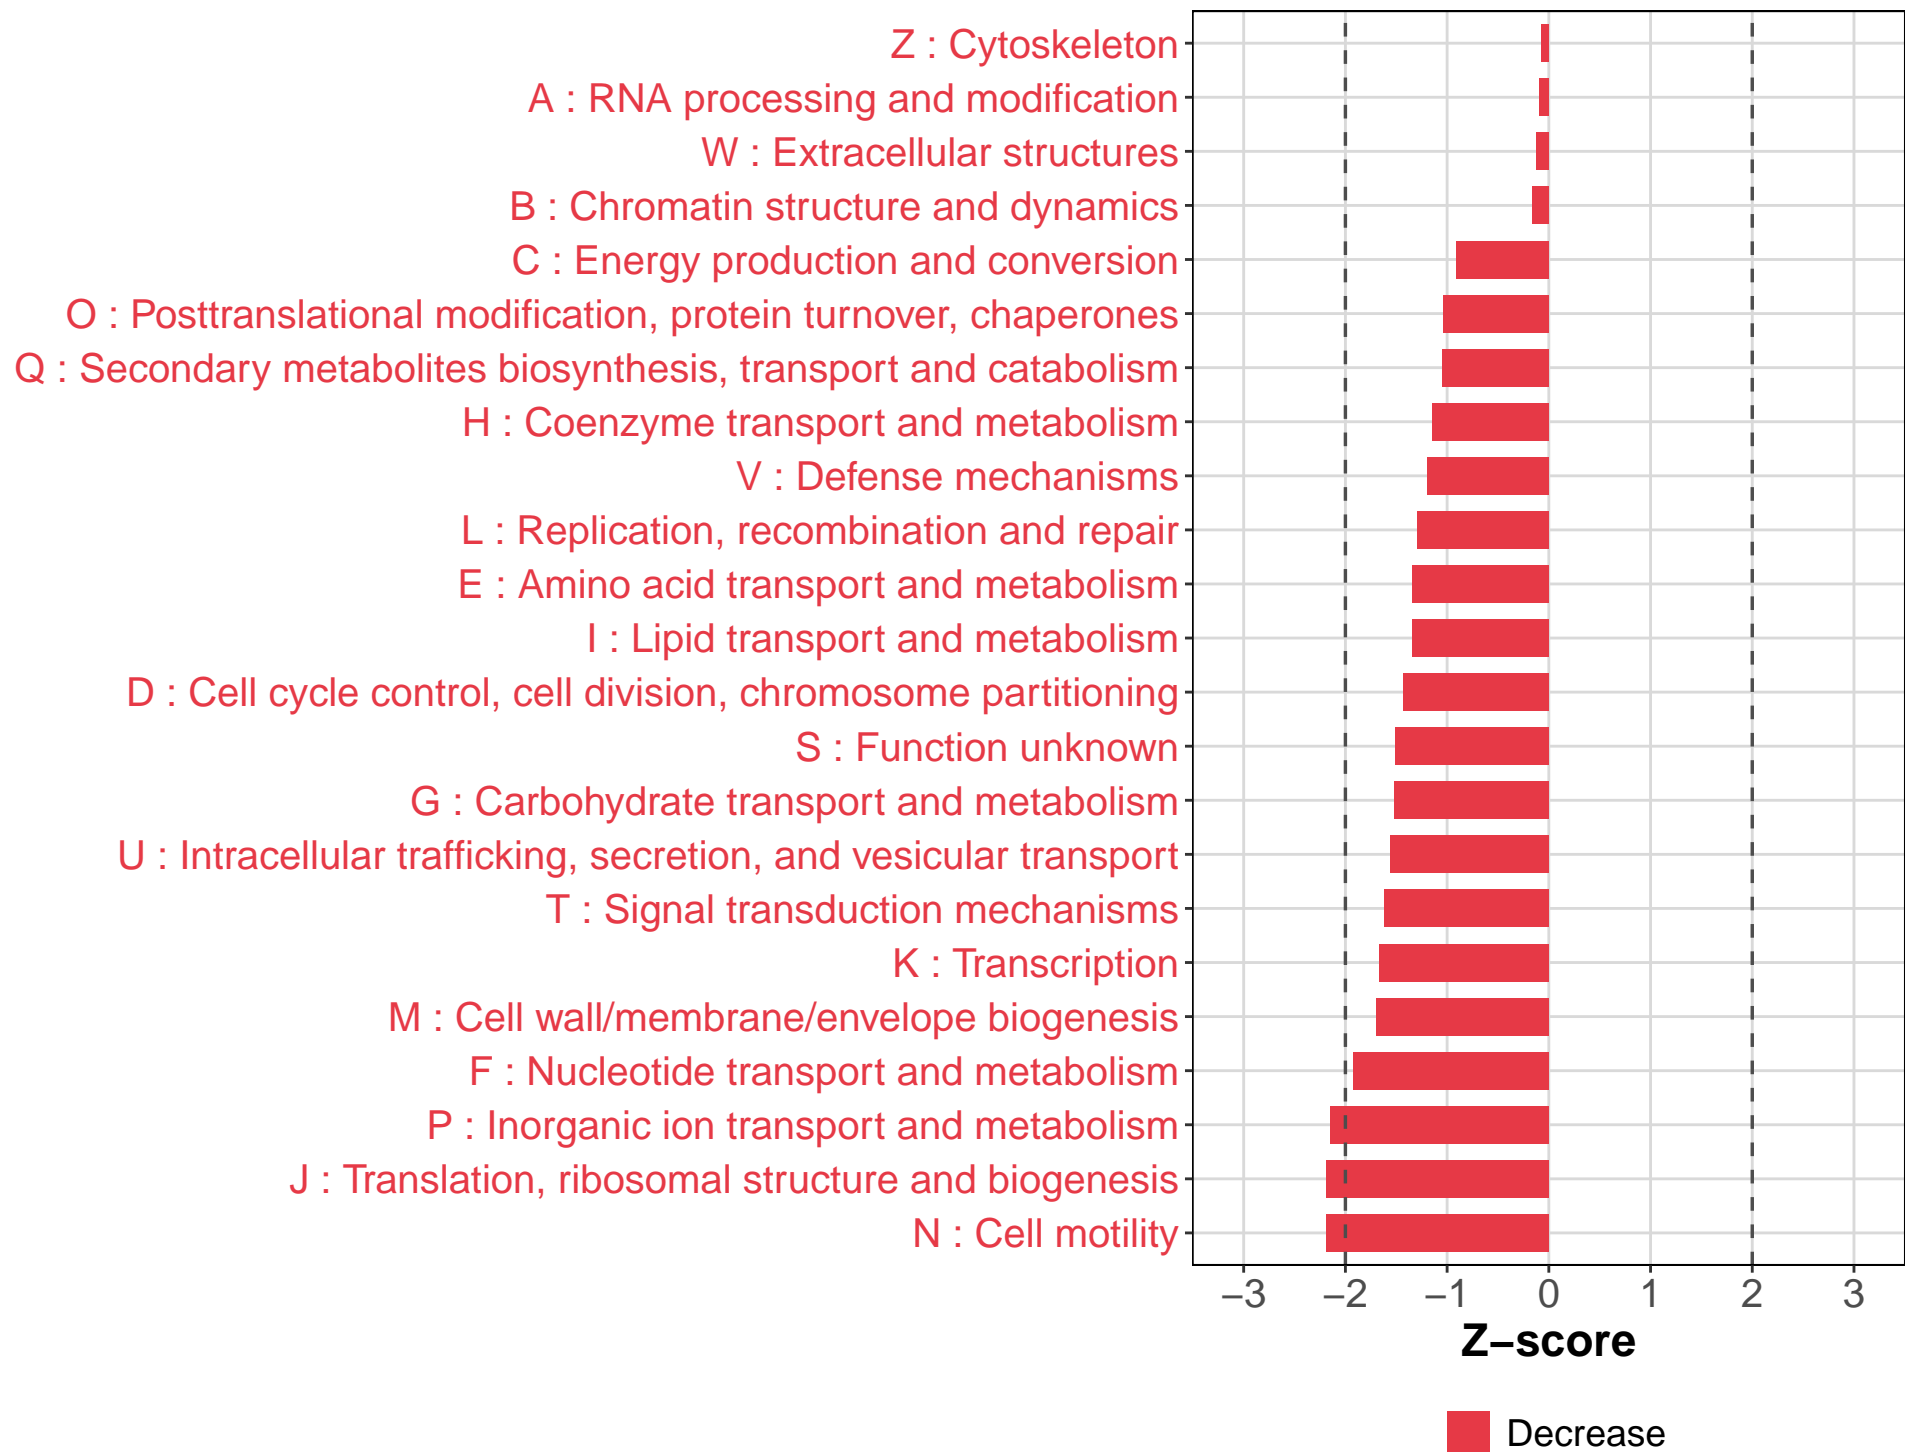 Z : Cytoskeleton
A : RNA processing and modification
W : Extracellular structures
B : Chromatin structure and dynamics
C : Energy production and conversion
O : Posttranslational modification, protein turnover, chaperones
Q : Secondary metabolites biosynthesis, transport and catabolism
H : Coenzyme transport and metabolism
V : Defense mechanisms
L : Replication, recombination and repair
E : Amino acid transport and metabolism
I : Lipid transport and metabolism
D : Cell cycle control, cell division, chromosome partitioning
S : Function unknown
G : Carbohydrate transport and metabolism
U : Intracellular trafficking, secretion, and vesicular transport
T : Signal transduction mechanisms
K : Transcription
M : Cell wall/membrane/envelope biogenesis
F : Nucleotide transport and metabolism
P : Inorganic ion transport and metabolism
J : Translation, ribosomal structure and biogenesis
N : Cell motility
−3 −2 −1 0 1 2 3
Z−score
Decrease